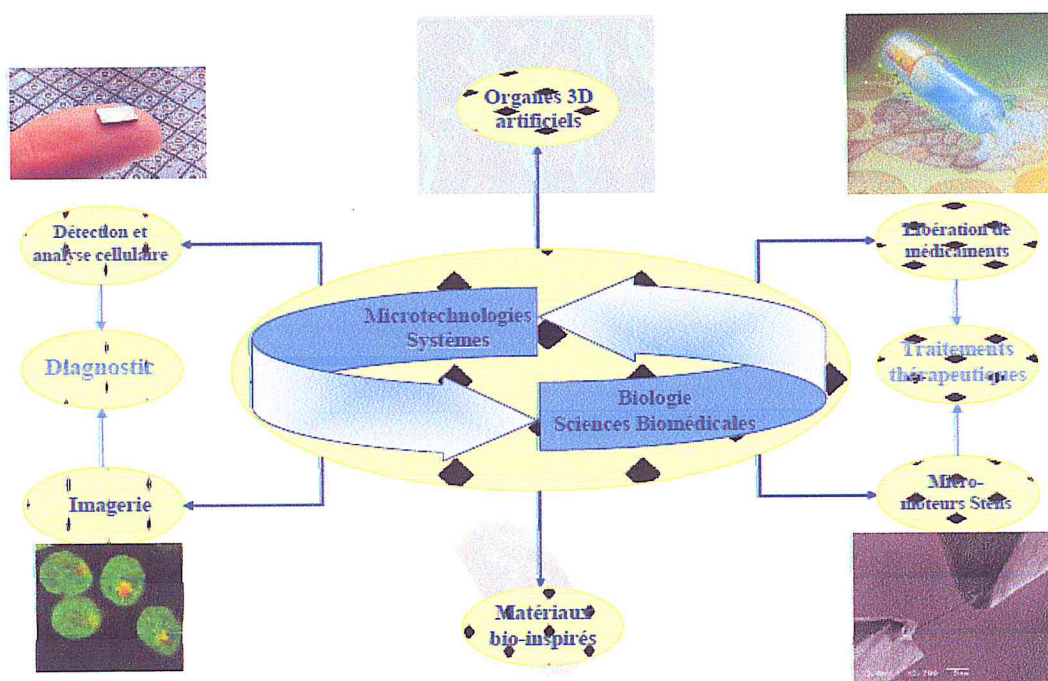 Organes 3D
artificiels
Détection et
analyse cellulaire
Libération de
médicaments
Microtechnologies
Systèmes
Diagnostic
Traitements
thérapeutiques
Biologie
Sciences Biomédicales
Imagerie
Micro-
moteurs Stens
Matériaux
bio-inspirés